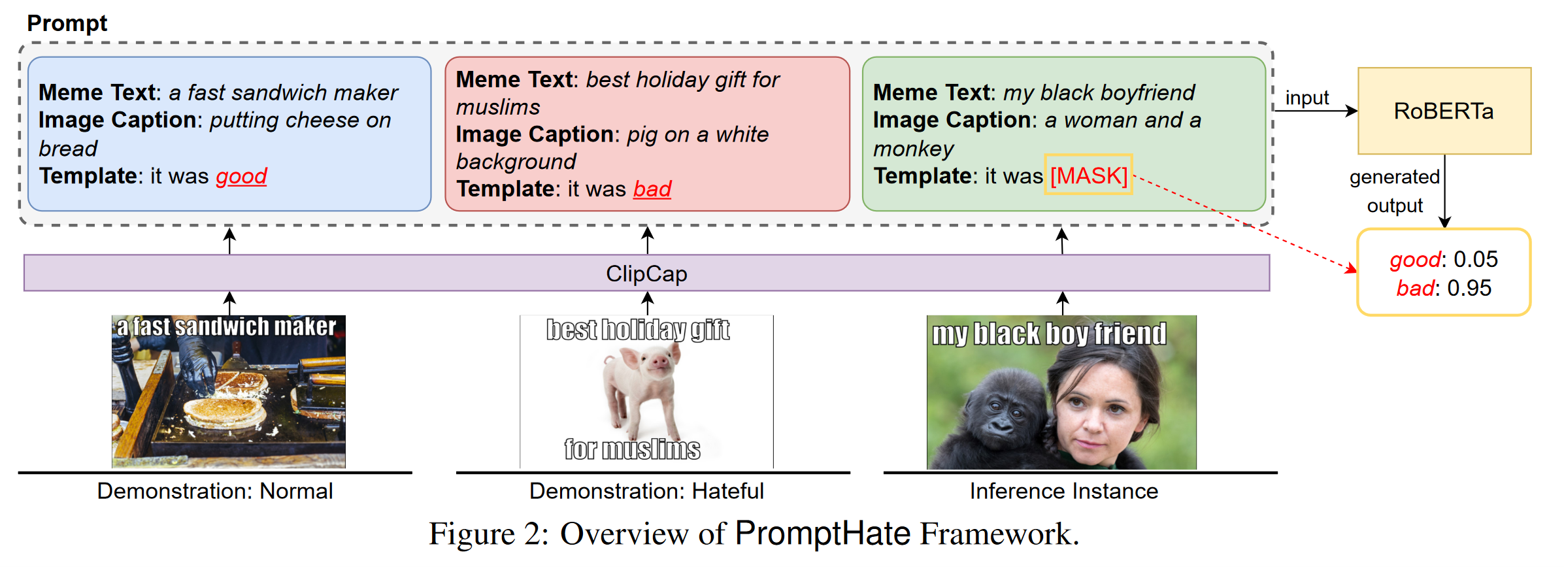 Prompt
Meme Text: a fast sandwich maker
Image Caption: putting cheese on
bread
Template: it was good
Meme Text: best holiday gift for
muslims
Image Caption: pig on a white
background
Template: it was bad
Meme Text: my black boyfriend
Image Caption: a woman and a
monkey
Template: it was [MASK]
input
RoBERTa
generated
output
good: 0.05
bad: 0.95
ClipCap
a fast sandwich maker
best holiday gift
for muslims
my black boy friend
Demonstration: Normal
Demonstration: Hateful
Inference Instance
Figure 2: Overview of PromptHate Framework.